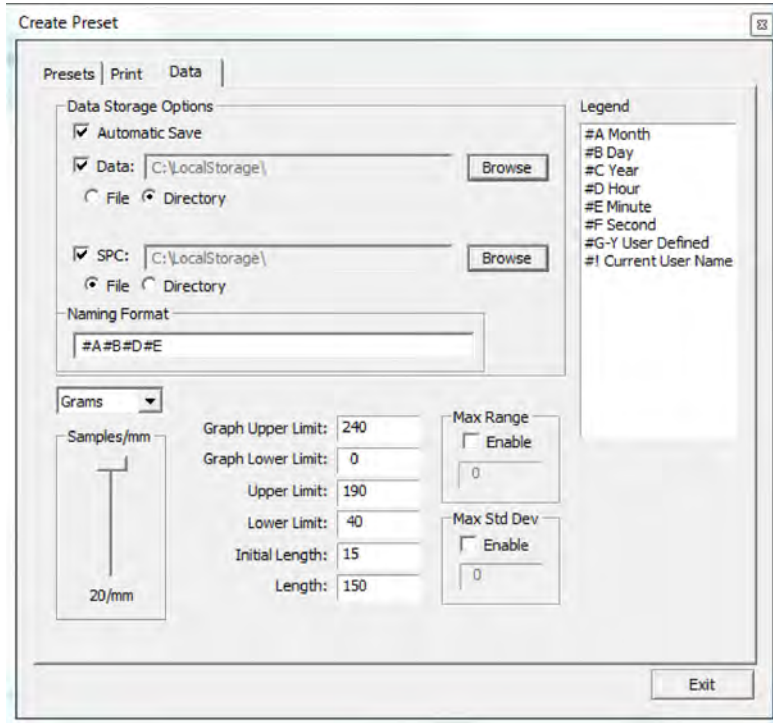 Create Preset
Presets Print Data
Data Storage Options
Automatic Save
Data: C:\LocalStorage\ Browse
File Directory
SPC: C:\LocalStorage\ Browse
File Directory
Naming Format
#A#B#D#E
Legend
#A Month
#B Day
#C Year
#D Hour
#E Minute
#F Second
#G-Y User Defined
#! Current User Name
Grams
Samples/mm
20/mm
Graph Upper Limit: 240
Graph Lower Limit: 0
Upper Limit: 190
Lower Limit: 40
Initial Length: 15
Length: 150
Max Range
Enable
0
Max Std Dev
Enable
0
Exit